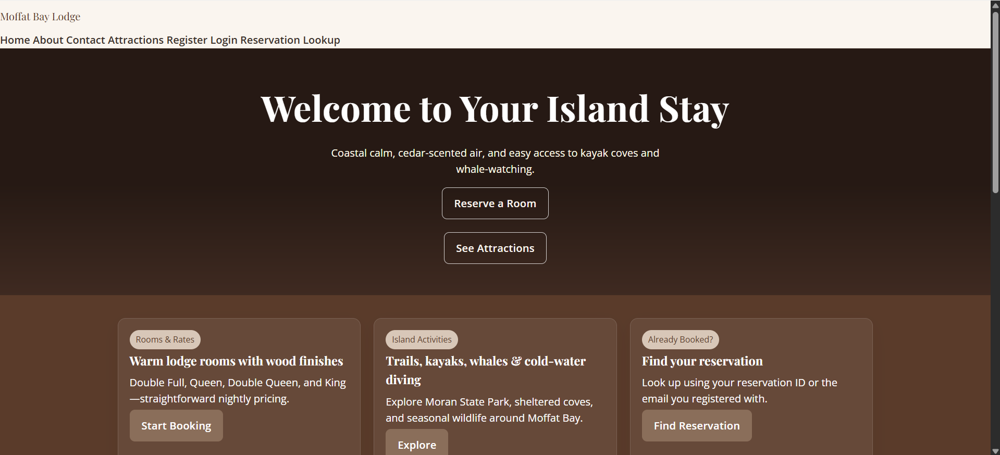 Moffat Bay Lodge
Home About Contact Attractions Register Login Reservation Lookup
Welcome to Your Island Stay
Coastal calm, cedar-scented air, and easy access to kayak coves and
whale-watching.
Reserve a Room
See Attractions
Rooms & Rates
Warm lodge rooms with wood finishes
Double Full, Queen, Double Queen, and King
—straightforward nightly pricing.
Start Booking
Island Activities
Trails, kayaks, whales & cold-water
diving
Explore Moran State Park, sheltered coves,
and seasonal wildlife around Moffat Bay.
Explore
Already Booked?
Find your reservation
Look up using your reservation ID or the
email you registered with.
Find Reservation